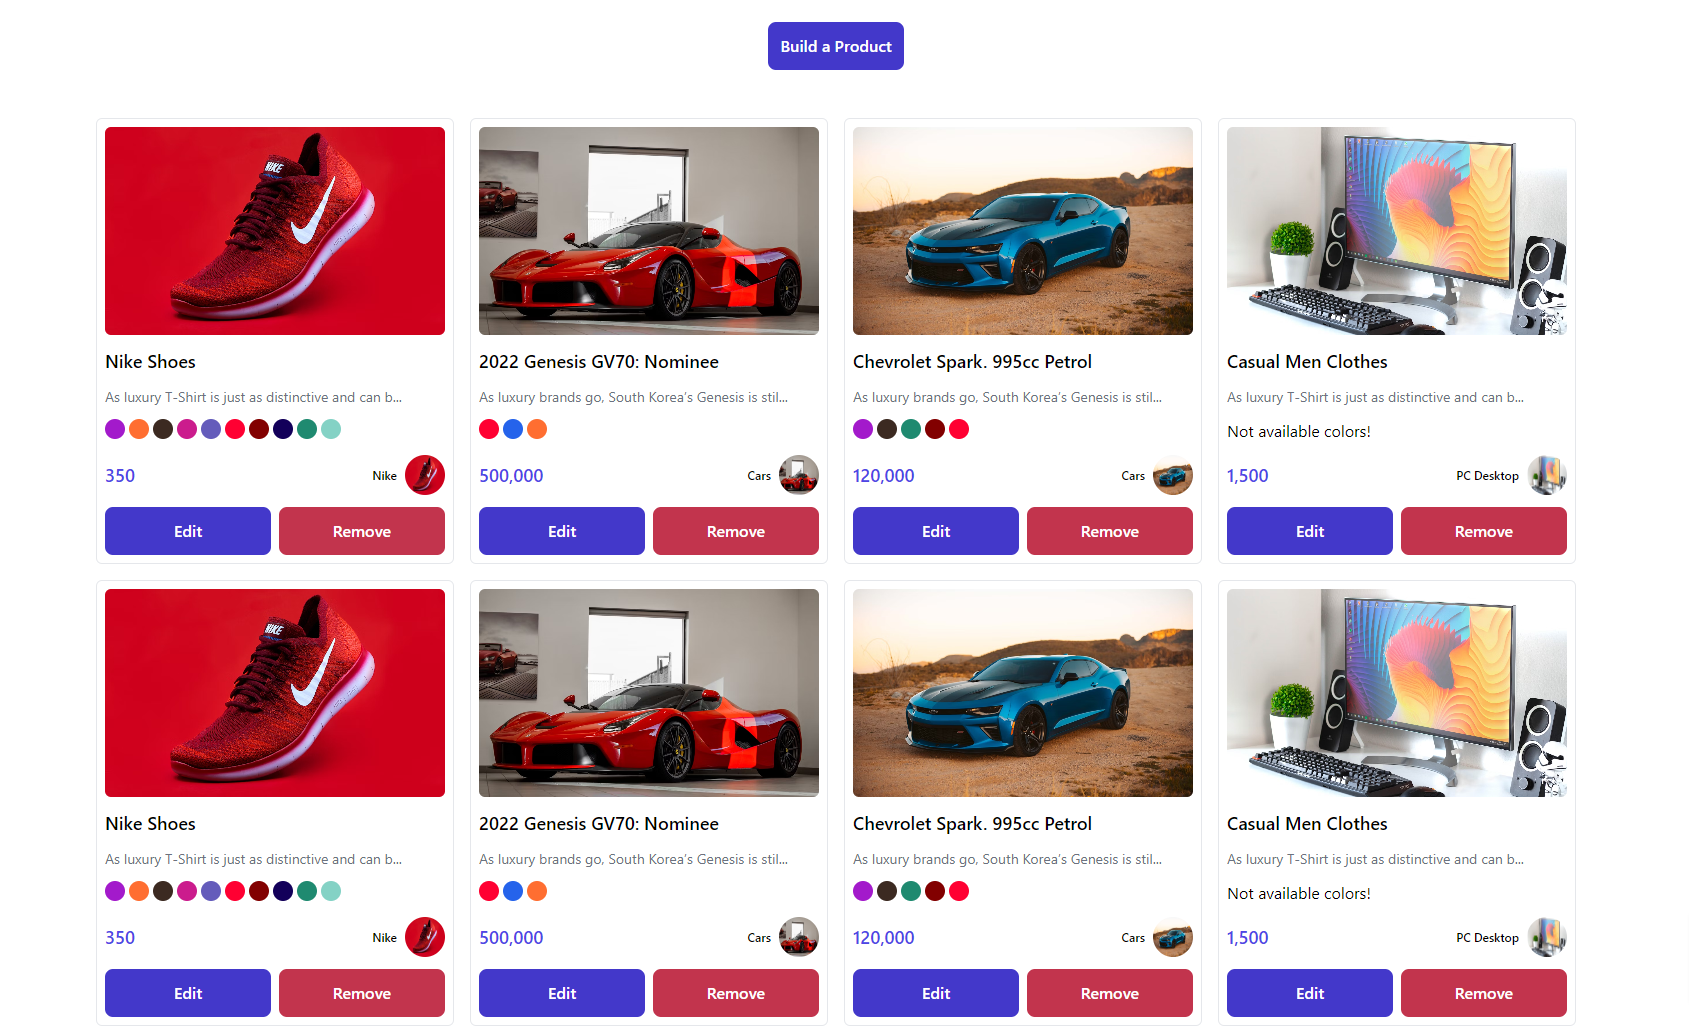 Build a Product
NIKE
Nike Shoes
As luxury T-Shirt is just as distinctive and can b...
350
Nike
Edit
Remove
2022 Genesis GV70: Nominee
As luxury brands go, South Korea's Genesis is stil...
500,000
Cars
Edit
Remove
Chevrolet Spark. 995cc Petrol
As luxury brands go, South Korea's Genesis is stil...
120,000
Cars
Edit
Remove
Casual Men Clothes
As luxury T-Shirt is just as distinctive and can b...
Not available colors!
1,500
PC Desktop
Edit
Remove
NIKE
Nike Shoes
As luxury T-Shirt is just as distinctive and can b...
350
Nike
Edit
Remove
2022 Genesis GV70: Nominee
As luxury brands go, South Korea's Genesis is stil...
500,000
Cars
Edit
Remove
Chevrolet Spark. 995cc Petrol
As luxury brands go, South Korea's Genesis is stil...
120,000
Cars
Edit
Remove
Casual Men Clothes
As luxury T-Shirt is just as distinctive and can b...
Not available colors!
1,500
PC Desktop
Edit
Remove